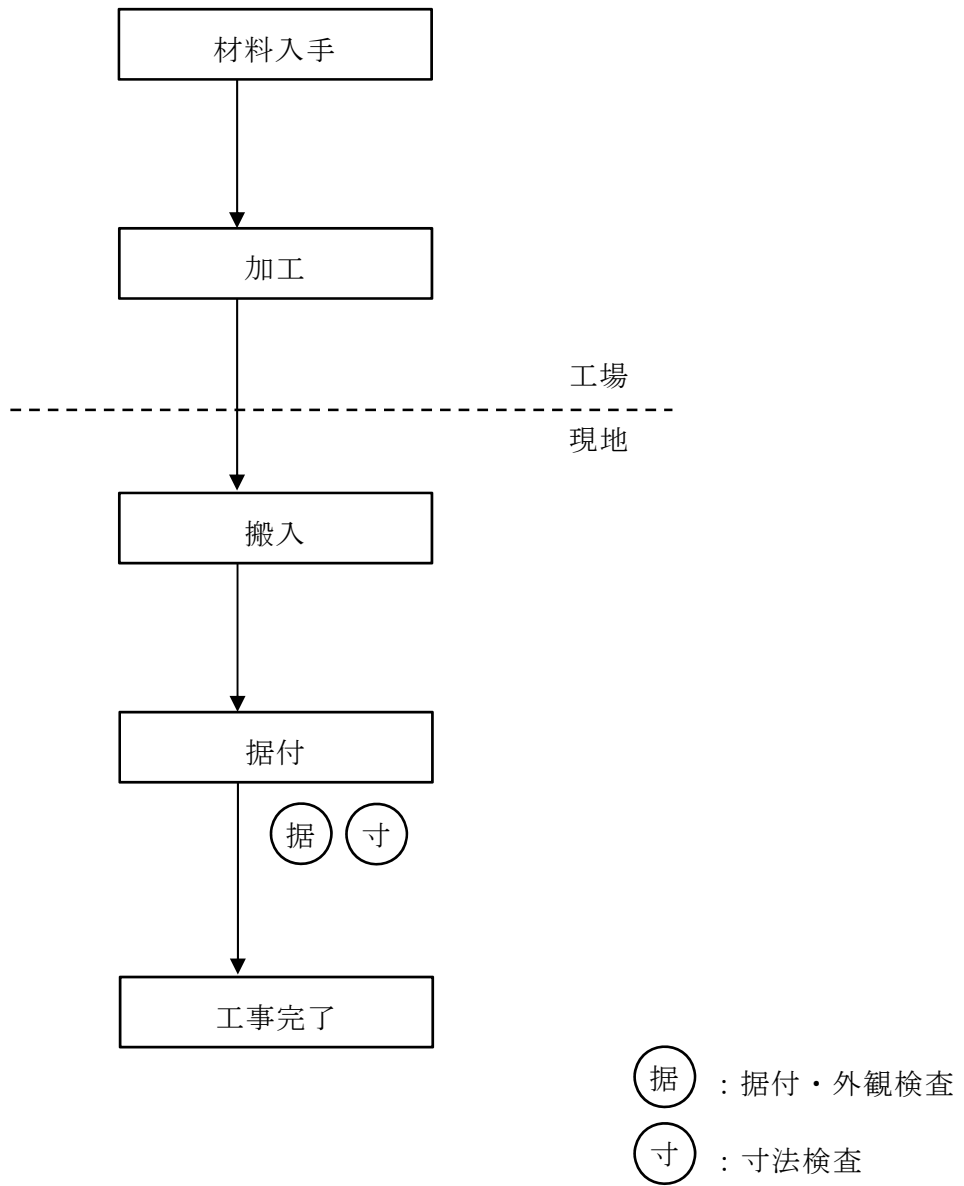 材料入手
加工
工場
現地
搬入
据付
据 寸
工事完了
据 :据付・外観検査
寸 :寸法検査